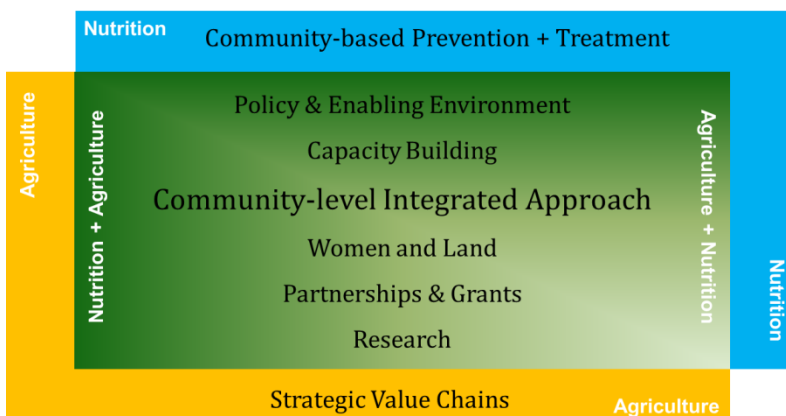 Nutrition
Community-based Prevention + Treatment
Agriculture
Nutrition + Agriculture
Policy & Enabling Environment
Capacity Building
Community-level Integrated Approach
Women and Land
Partnerships & Grants
Research
Agriculture + Nutrition
Nutrition
Strategic Value Chains
Agriculture